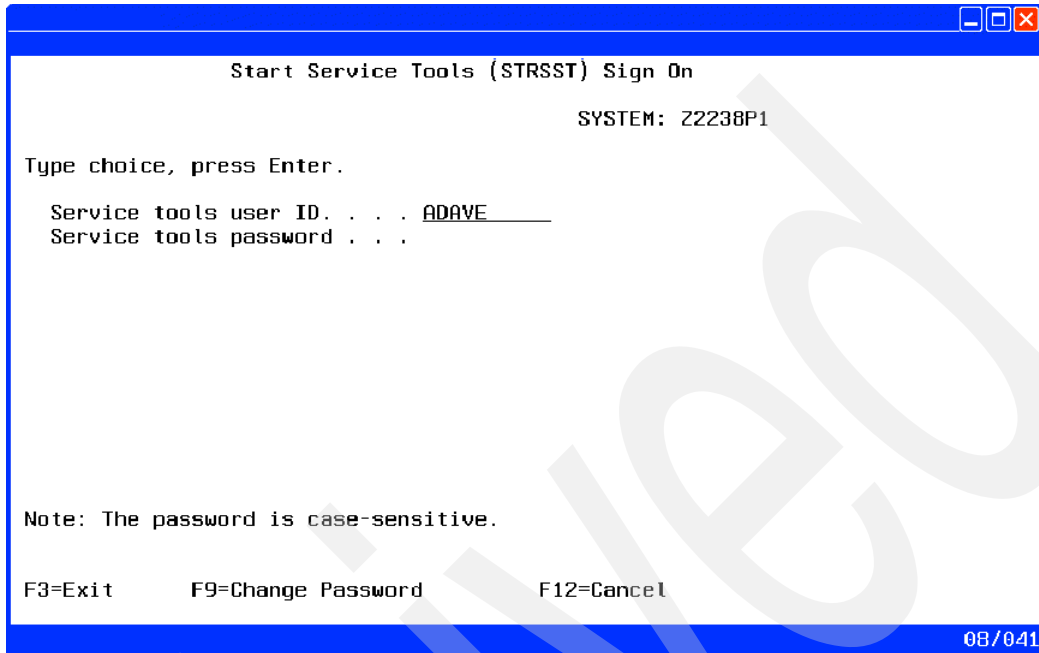 Start Service Tools (STRSST) Sign On
SYSTEM: Z2238P1
Type choice, press Enter.
Service tools user ID. . . . ADAVE
Service tools password . . .
Note: The password is case-sensitive.
F3=Exit F9=Change Password F12=Cancel
08/041